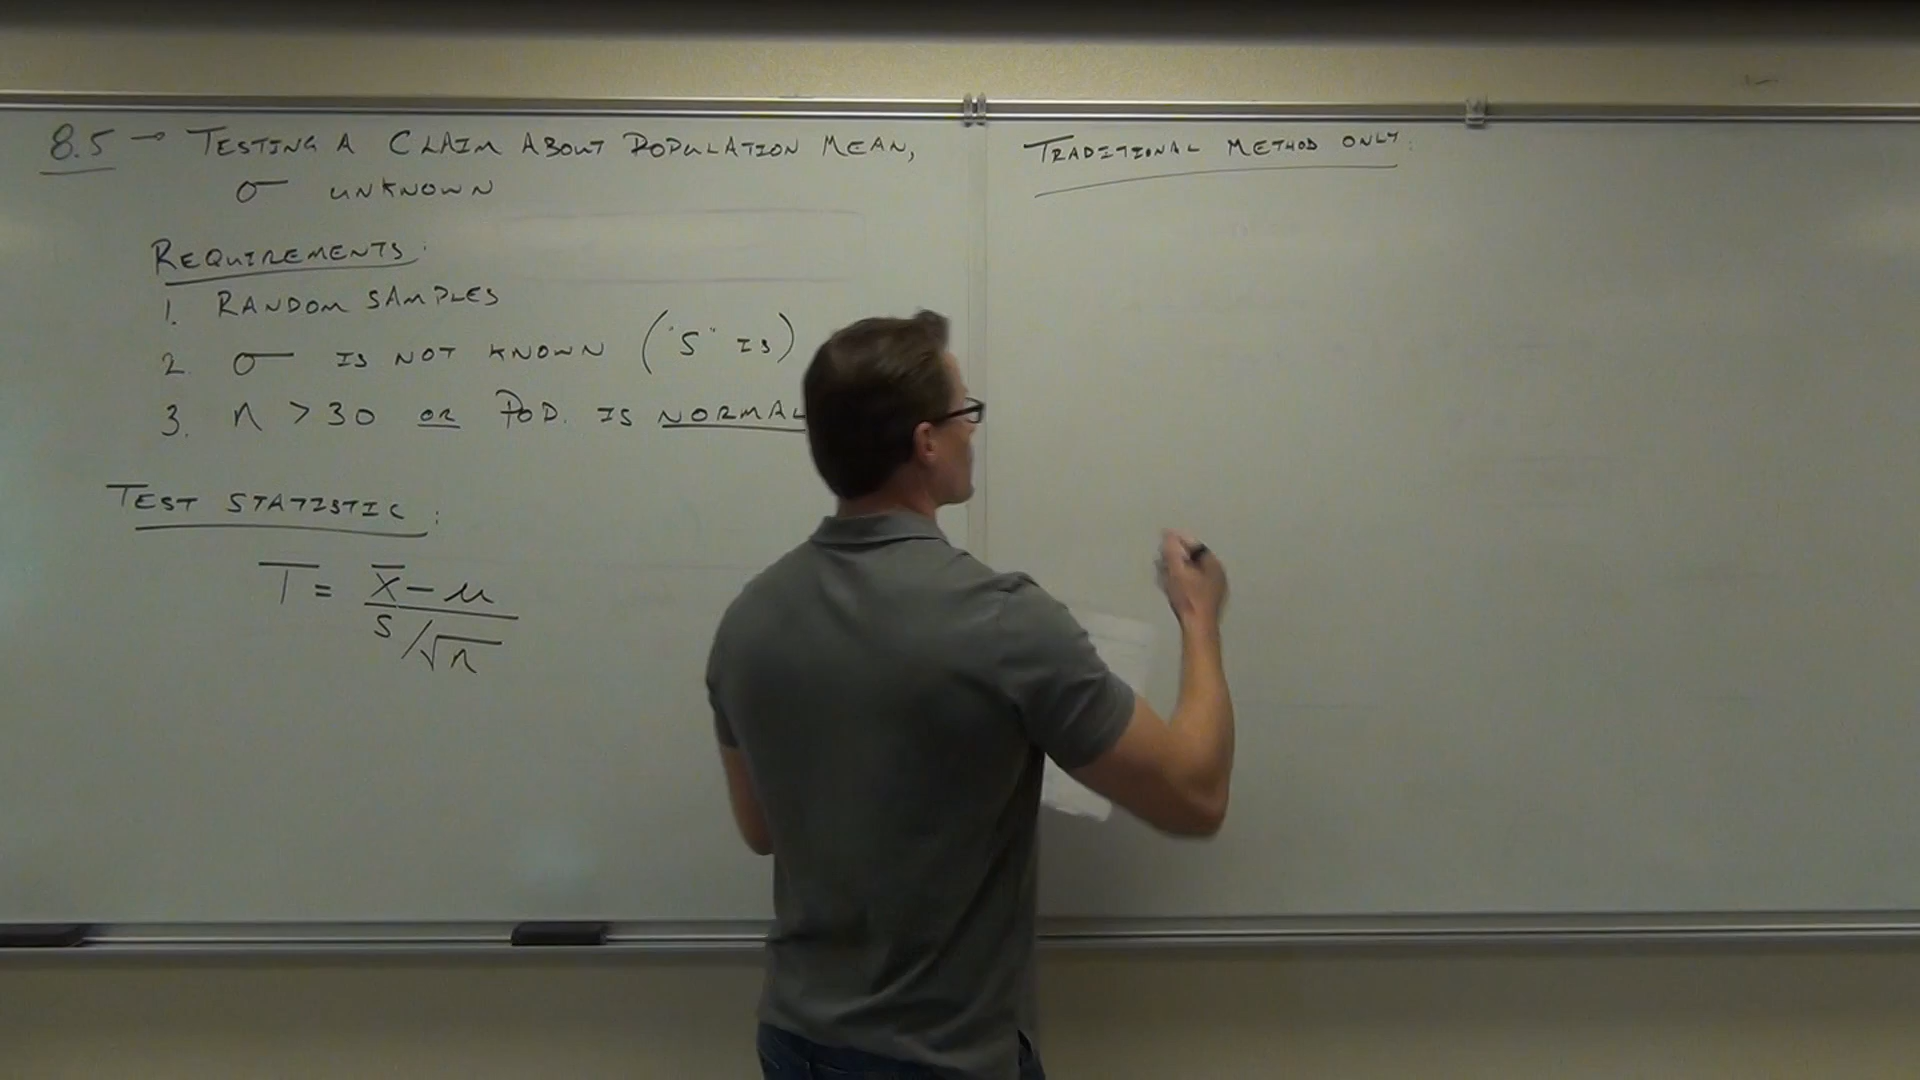 8.5 → TESTING A CLAIM ABOUT POPULATION MEAN,
σ UNKNOWN
REQUIREMENTS:
1. RANDOM SAMPLES
2. σ IS NOT KNOWN ("S" IS)
3. n > 30 OR POP. IS NORMAL
TEST STATISTIC:
T = x̄ - μ
S/√n
TRADITIONAL METHOD ONLY: